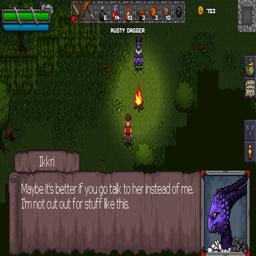 753
RUSTY DAGGER
Ikkri
Maybe it's better if you go talk to her instead of me.
I'm not cut out for stuff like this.